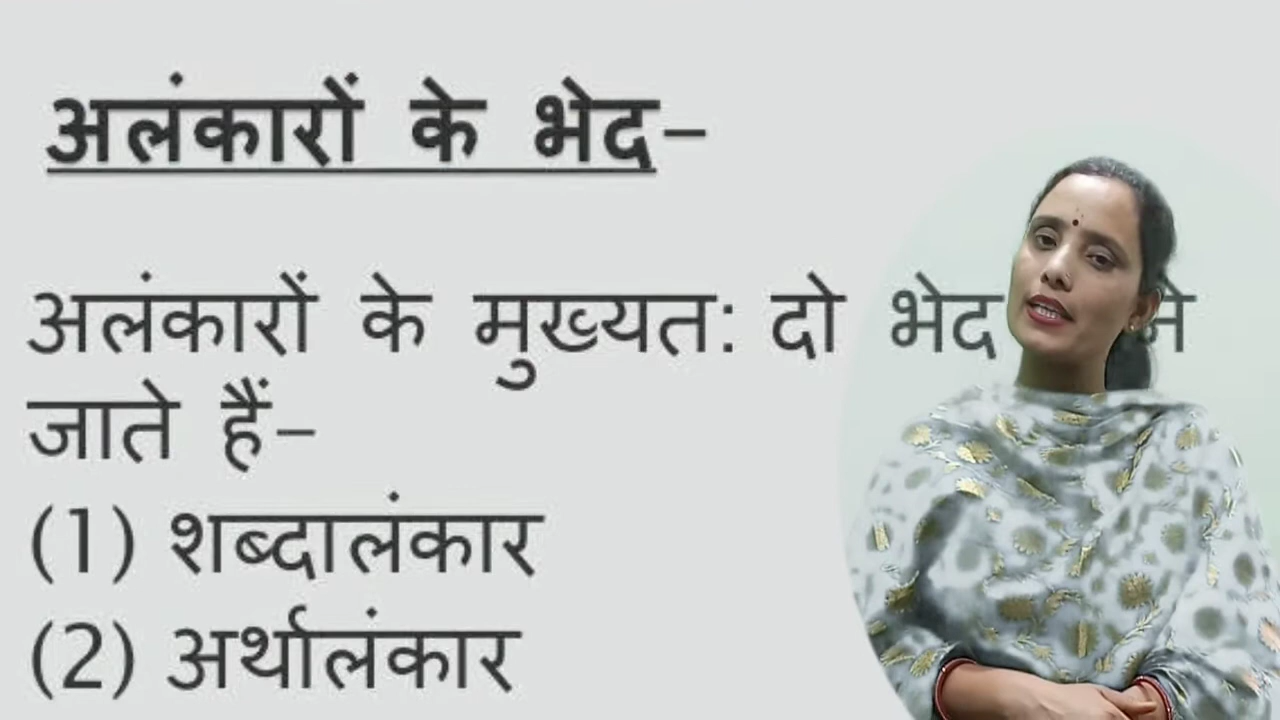 अलंकारों के भेद-
अलंकारों के मुख्यत: दो भेद
जाते हैं-
(1) शब्दालंकार
(2) अर्थालंकार